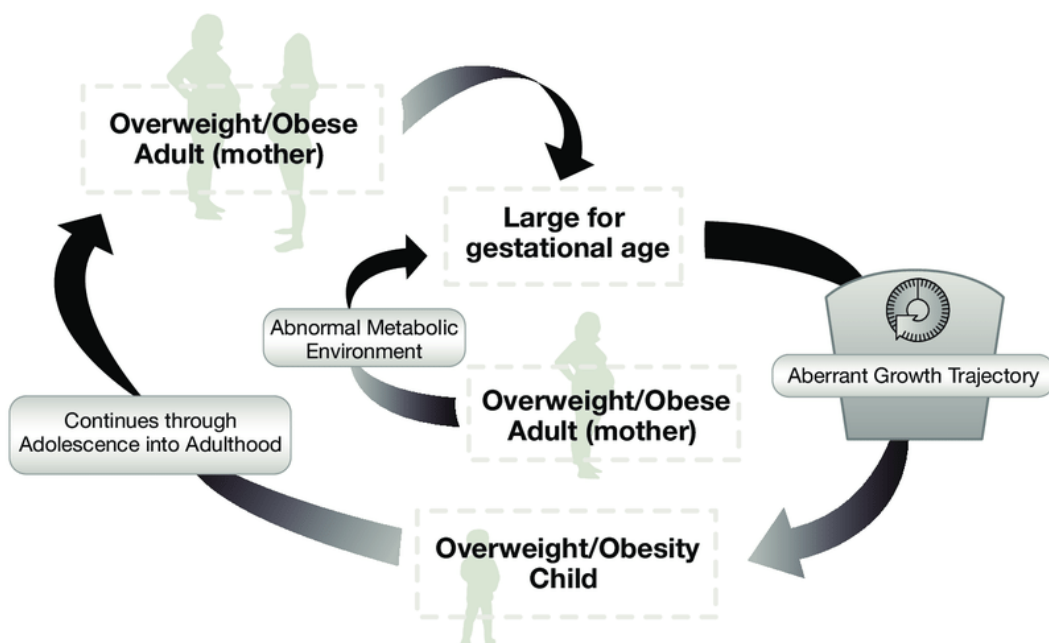 Overweight/Obese
Adult (mother)
Large for
gestational age
Abnormal Metabolic
Environment
Aberrant Growth Trajectory
Overweight/Obese
Adult (mother)
Continues through
Adolescence into Adulthood
Overweight/Obesity
Child